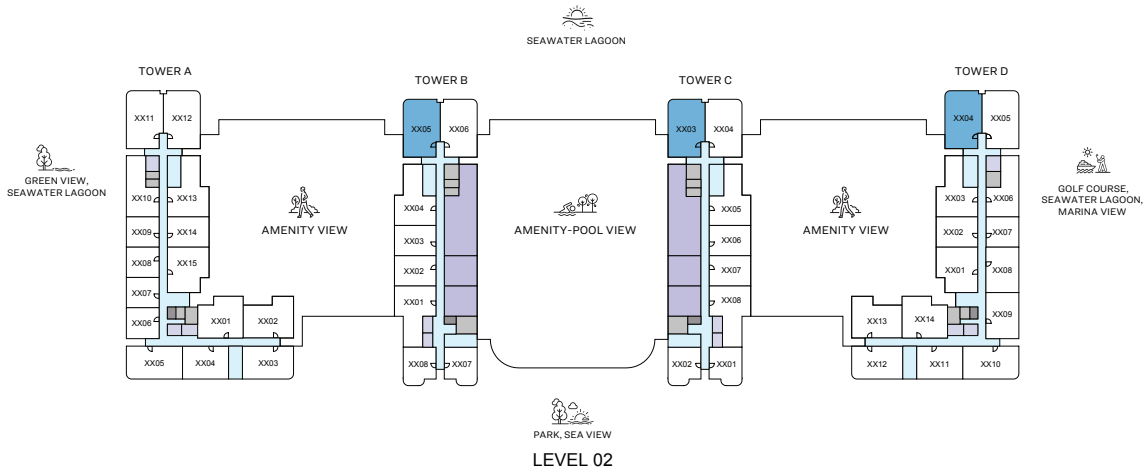 SEAWATER LAGOON
TOWER A
TOWER B
TOWER C
TOWER D
XX11
XX12
XX05
XX06
XX03
XX04
XX04
XX05
GREEN VIEW,
SEAWATER LAGOON
GOLF COURSE,
SEAWATER LAGOON,
MARINA VIEW
XX10
XX13
XX04
XX05
XX03
XX06
AMENITY VIEW
AMENITY-POOL VIEW
AMENITY VIEW
XX09
XX14
XX03
XX06
XX02
XX07
XX08
XX15
XX02
XX07
XX01
XX08
XX07
XX01
XX08
XX06
XX01
XX02
XX13
XX14
XX09
XX05
XX04
XX03
XX08
XX07
XX02
XX01
XX12
XX11
XX10
PARK, SEA VIEW
LEVEL 02